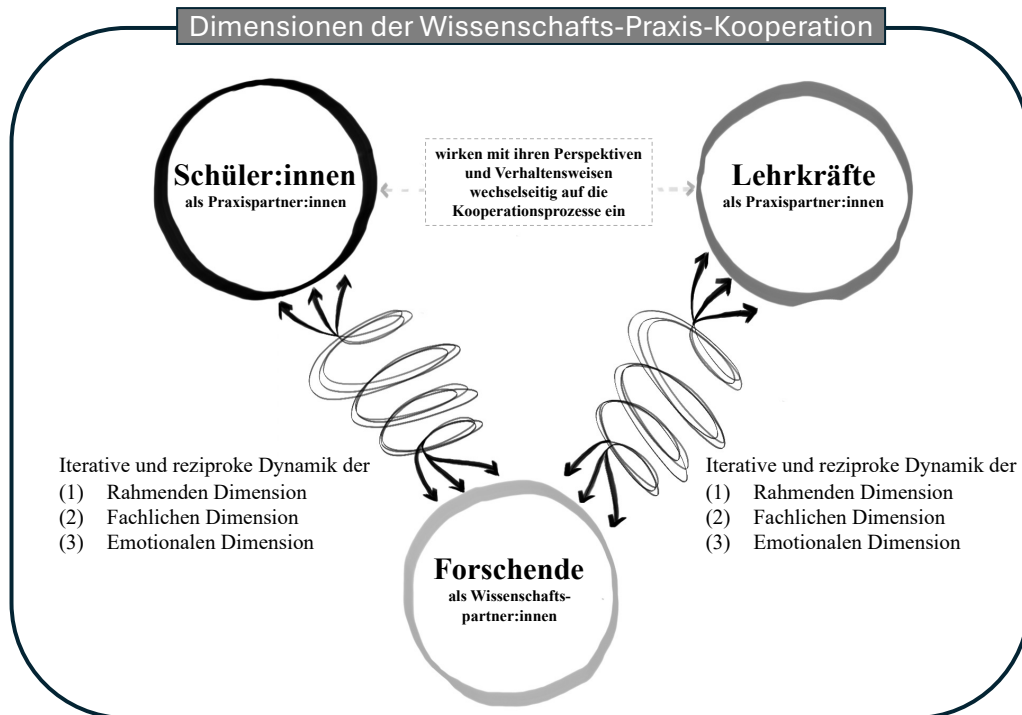 Dimensionen der Wissenschafts-Praxis-Kooperation
Schüler:innen
als Praxispartner:innen
wirken mit ihren Perspektiven
und Verhaltensweisen
wechselseitig auf die
Kooperationsprozesse ein
Lehrkräfte
als Praxispartner:innen
Iterative und reziproke Dynamik der
(1) Rahmenden Dimension
(2) Fachlichen Dimension
(3) Emotionalen Dimension
Iterative und reziproke Dynamik der
(1) Rahmenden Dimension
(2) Fachlichen Dimension
(3) Emotionalen Dimension
Forschende
als Wissenschafts-
partner:innen